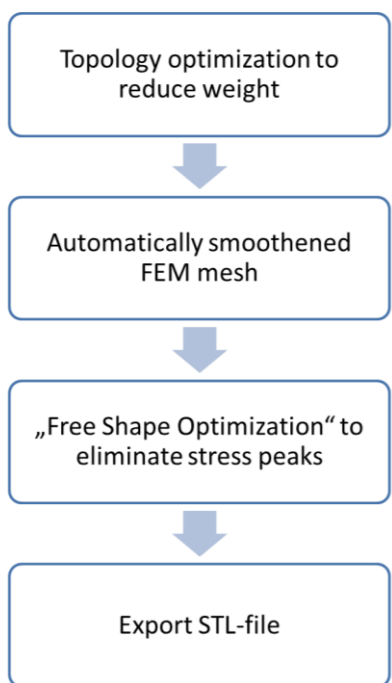 Topology optimization to
reduce weight
Automatically smoothened
FEM mesh
„Free Shape Optimization“ to
eliminate stress peaks
Export STL-file